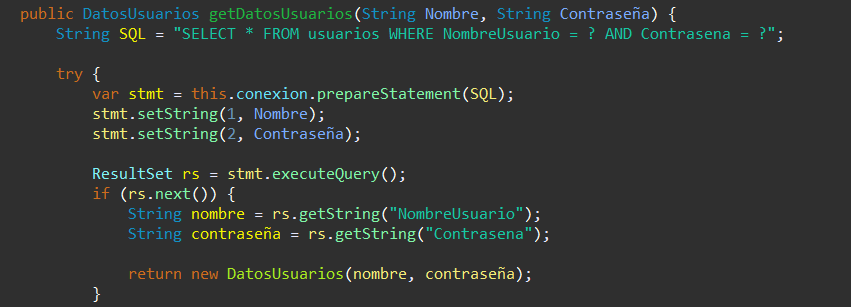 public DatosUsuarios getDatosUsuarios(String Nombre, String Contraseña) {
String SQL = "SELECT * FROM usuarios WHERE NombreUsuario = ? AND Contrasena = ?";
try {
var stmt = this.conexion.prepareStatement(SQL);
stmt.setString(1, Nombre);
stmt.setString(2, Contraseña);
ResultSet rs = stmt.executeQuery();
if (rs.next()) {
String nombre = rs.getString("NombreUsuario");
String contraseña = rs.getString("Contrasena");
return new DatosUsuarios(nombre, contraseña);
}